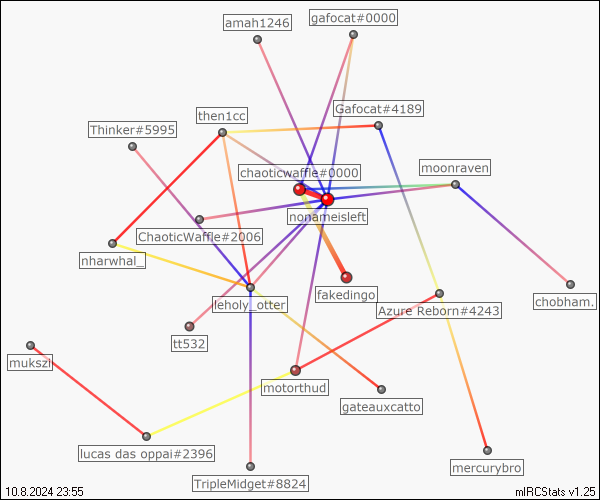 gafocat#0000
amah1246
Gafocat#4189
then1cc
Thinker#5995
chaoticwaffle#0000
moonraven
nonameisleft
ChaoticWaffle#2006
nharwhal_
fakedingo
chobham.
leholy_otter
Azure Reborn#4243
tt532
mukszi
motorthud
gateauxcatto
lucas das oppai#2396
mercurybro
TripleMidget#8824
10.8.2024 23:55
mIRCStats v1.25